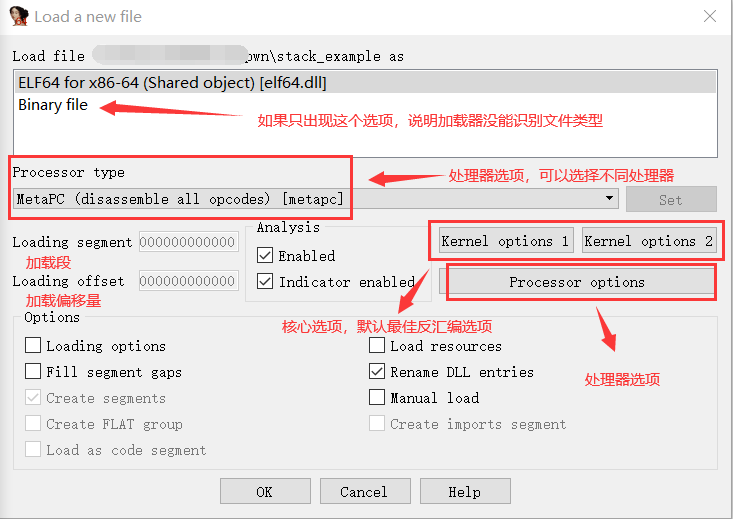 Load a new file
Load file pwn\stack_example as
ELF64 for x86-64 (Shared object) [elf64.dll]
Binary file
如果只出现这个选项，说明加载器没能识别文件类型
Processor type
处理器选项，可以选择不同处理器
MetaPC (disassemble all opcodes) [metapc]
Set
Analysis
Loading segment 000000000000
加载段
Enabled
Kernel options 1
Kernel options 2
Loading offset 000000000000
加载偏移量
Indicator enabled
Processor options
核心选项，默认最佳反汇编选项
处理器选项
Options
Loading options
Load resources
Fill segment gaps
Rename DLL entries
Create segments
Manual load
Create FLAT group
Create imports segment
Load as code segment
OK
Cancel
Help